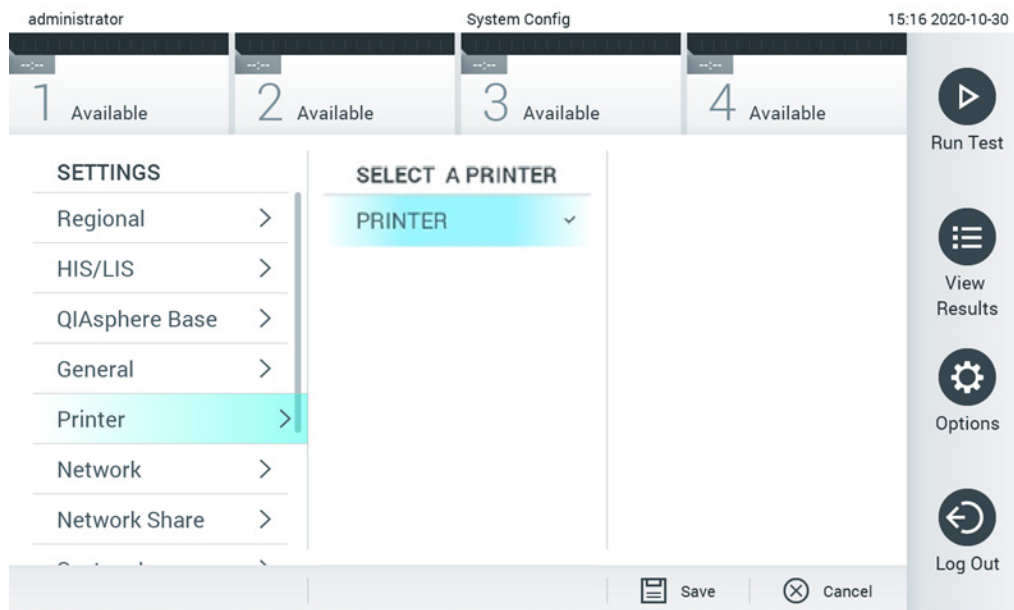 administrator
System Config
15:16 2020-10-30
--:--
--:--
--:--
--:--
1 Available
2 Available
3 Available
4 Available
SETTINGS
Regional
HIS/LIS
QIAsphere Base
General
Printer
Network
Network Share
SELECT A PRINTER
PRINTER
Save
Cancel
Run Test
View
Results
Options
Log Out